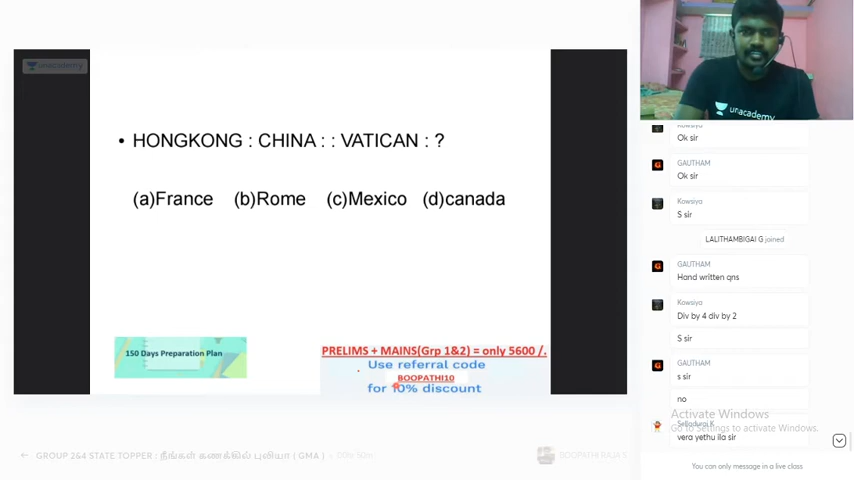 unacademy
HONGKONG : CHINA : : VATICAN : ?
(a)France (b)Rome (c)Mexico (d)canada
150 Days Preparation Plan
PRELIMS + MAINS(Grp 1&2) = only 5600 /.
Use referral code
BOOPATHI10
for 10% discount
GROUP 2&4 STATE TOPPER : நீங்கள் கணக்கில் புலியா ( GMA )
BOOPATHI RAJA S
unacademy
Kowsiya
Ok sir
GAUTHAM
Ok sir
Kowsiya
S sir
LALITHAMBIGAI G joined
GAUTHAM
Hand written qns
Kowsiya
Div by 4 div by 2
S sir
GAUTHAM
s sir
no
Activate Windows
Selladurai K
Go to Settings to activate Windows.
vera yethu illa sir
You can only message in a live class